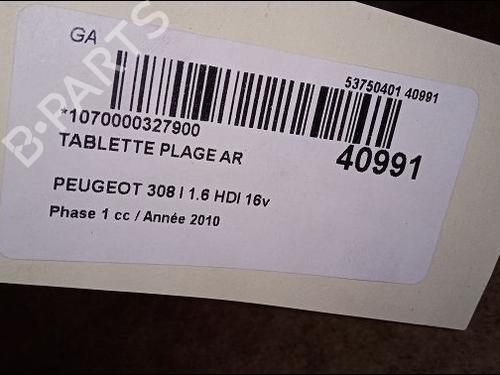 GA
53750401 40991
*1070000327900
40991
TABLETTE PLAGE AR
PEUGEOT 308 I 1.6 HDI 16v
Phase 1 cc / Année 2010
B-PARTS